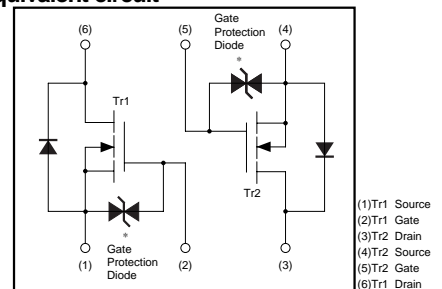 quivalent circuit
(6)
(5)
Gate
Protection
Diode
(4)
*
Tr1
Tr2
*
(1)
Gate
Protection
Diode
(2)
(3)
(1)Tr1 Source
(2)Tr1 Gate
(3)Tr2 Drain
(4)Tr2 Source
(5)Tr2 Gate
(6)Tr1 Drain